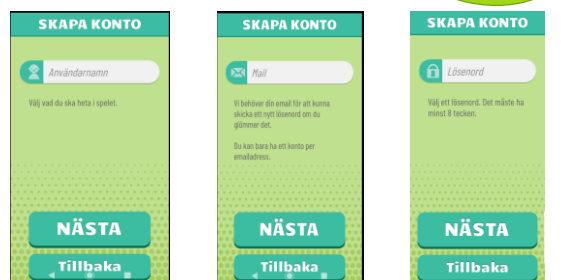 SKAPA KONTO
Användarnamn
Välj vad du ska heta i spelet.
NÄSTA
Tillbaka
SKAPA KONTO
Mail
Vi behöver din email för att kunna
skicka ett nytt lösenord om du
glömmer det.
Du kan bara ha ett konto per
emailadress.
NÄSTA
Tillbaka
SKAPA KONTO
Lösenord
Välj ett lösenord. Det måste ha
minst 8 tecken.
NÄSTA
Tillbaka